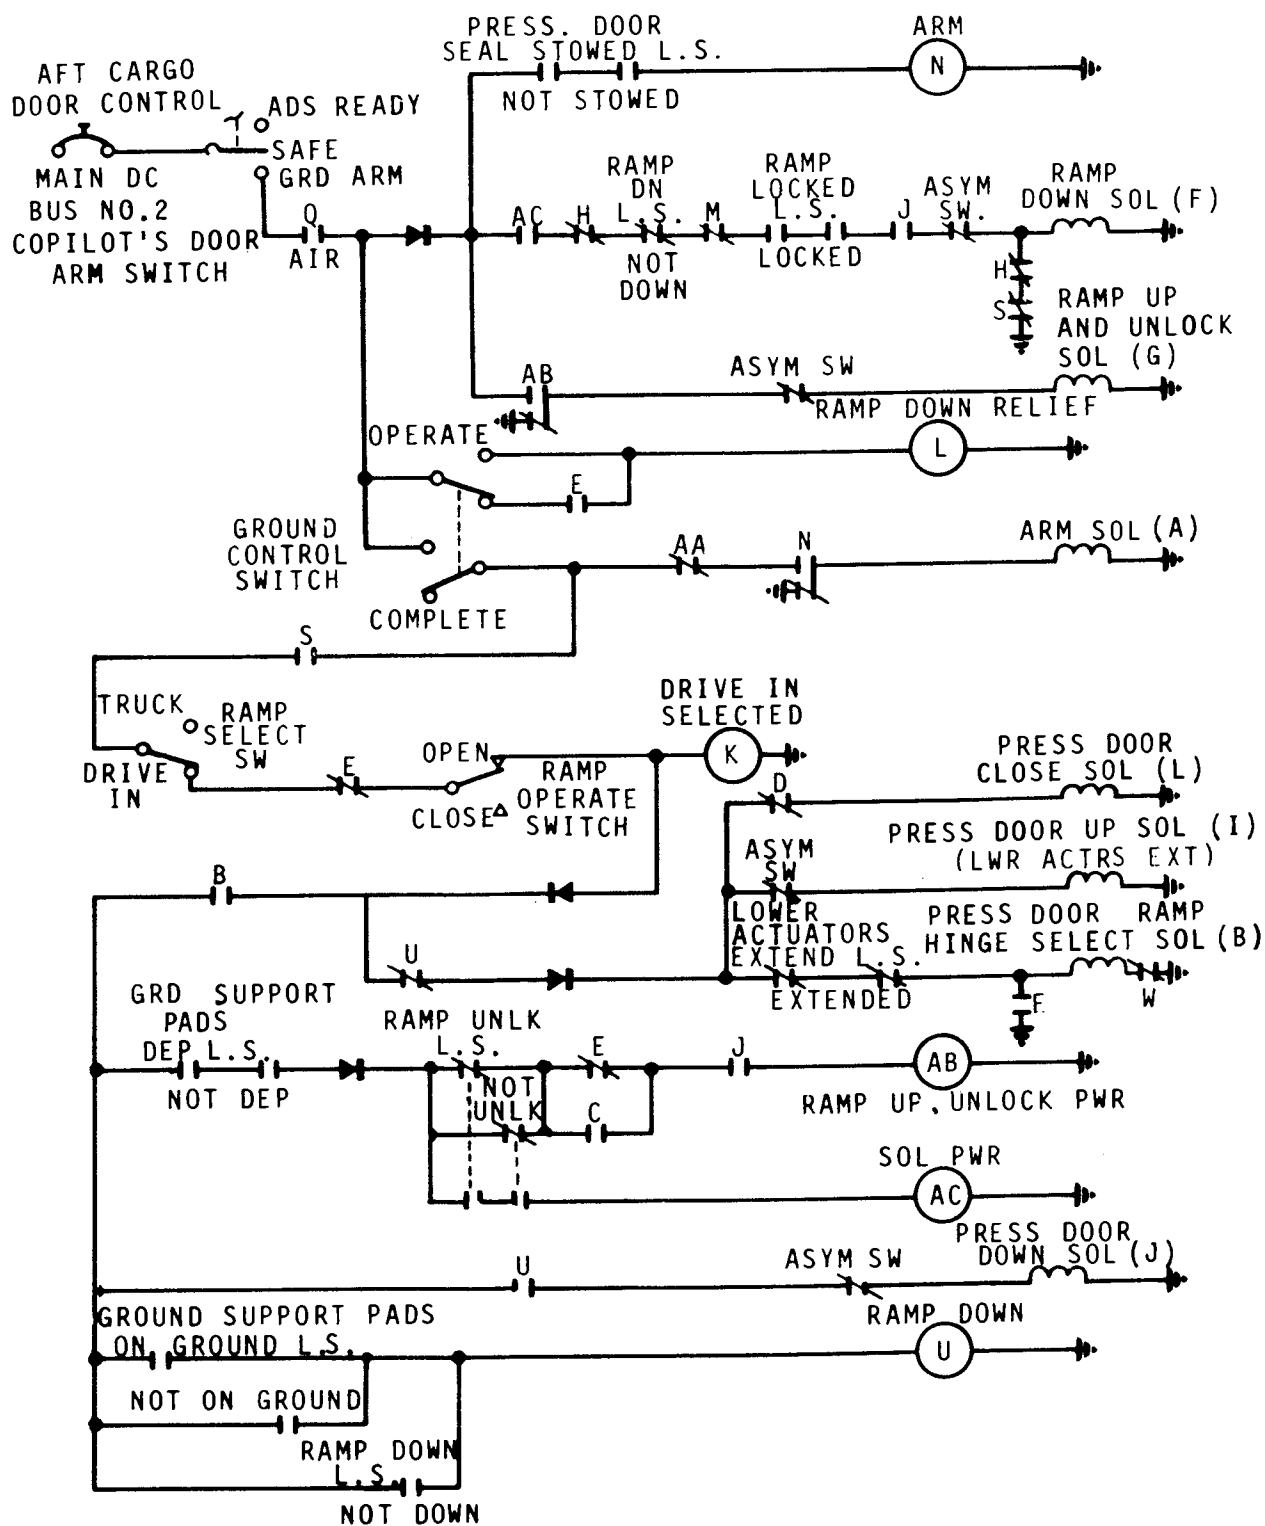 PRESS. DOOR
SEAL STOWED L.S.
NOT STOWED
ARM
N
AFT CARGO
DOOR CONTROL
ADS READY
SAFE
GRD ARM
MAIN DC
BUS NO.2
COPILOT'S DOOR
ARM SWITCH
Q
AIR
AC
H
RAMP
DN
L.S.
NOT
DOWN
M
RAMP
LOCKED
L.S.
LOCKED
J
ASYM
SW.
RAMP
DOWN SOL (F)
H
S
RAMP UP
AND UNLOCK
SOL (G)
AB
ASYM SW
RAMP DOWN RELIEF
L
OPERATE
E
GROUND
CONTROL
SWITCH
COMPLETE
AA
N
ARM SOL (A)
S
TRUCK
RAMP
SELECT
SW
DRIVE
IN
E
OPEN
CLOSE
RAMP
OPERATE
SWITCH
DRIVE IN
SELECTED
K
D
PRESS DOOR
CLOSE SOL (L)
PRESS DOOR UP SOL (I)
(LWR ACTRS EXT)
ASYM
SW
B
LOWER
ACTUATORS
EXTEND L.S.
EXTENDED
PRESS DOOR RAMP
HINGE SELECT SOL (B)
W
U
GRD SUPPORT
PADS
DEP L.S.
NOT DEP
RAMP UNLK
L.S.
NOT
UNLK
E
C
J
AB
RAMP UP, UNLOCK PWR
SOL PWR
AC
PRESS DOOR
DOWN SOL (J)
U
ASYM SW
RAMP DOWN
U
GROUND SUPPORT PADS
ON GROUND L.S.
NOT ON GROUND
RAMP DOWN
L.S.
NOT DOWN